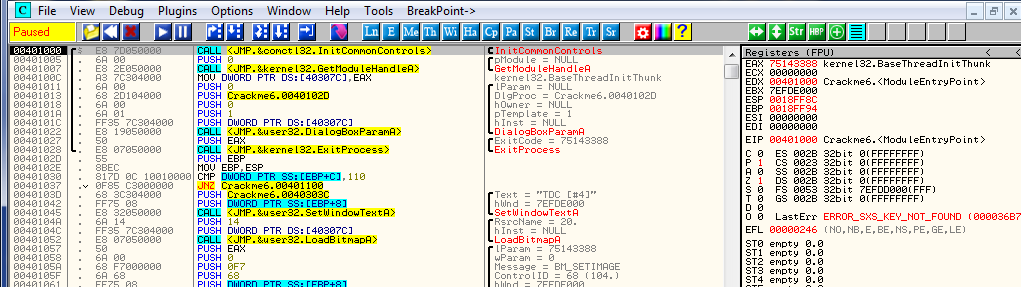 C File View Debug Plugins Options Window Help Tools BreakPoint->
Paused Ln En Me Th Wi Ha Cp Pa St Br Re Tr Sr ? Str HBP
00401000 E8 7D050000 CALL <JMP.&comctl32.InitCommonControls> InitCommonControls
00401005 6A 00 PUSH 0 pModule = NULL
00401007 E8 2E050000 CALL <JMP.&kernel32.GetModuleHandleA> GetModuleHandleA
0040100C A3 7C304000 MOV DWORD PTR DS:[40307C],EAX kernel32.BaseThreadInitThunk
00401011 6A 00 PUSH 0 lParam = NULL
00401013 68 2D104000 PUSH Crackme6.0040102D DlgProc = Crackme6.0040102D
00401018 6A 00 PUSH 0 hOwner = NULL
0040101A 6A 01 PUSH 1 pTemplate = 1
0040101C FF35 7C304000 PUSH DWORD PTR DS:[40307C] hInst = NULL
00401022 E8 19050000 CALL <JMP.&user32.DialogBoxParamA> DialogBoxParamA
00401027 50 PUSH EAX ExitCode = 75143388
00401028 E8 07050000 CALL <JMP.&kernel32.ExitProcess> ExitProcess
0040102D 55 PUSH EBP
0040102E 8BEC MOV EBP,ESP
00401030 817D 0C 10010000 CMP DWORD PTR SS:[EBP+C],110
00401037 0F85 C3000000 JNZ Crackme6.00401100
0040103D 68 3C304000 PUSH Crackme6.0040303C Text = "TDC [#4]"
00401042 FF75 08 PUSH DWORD PTR SS:[EBP+8] hWnd = 7EFDE000
00401045 E8 32050000 CALL <JMP.&user32.SetWindowTextA> SetWindowTextA
0040104A 6A 14 PUSH 14 RsrcName = 20.
0040104C FF35 7C304000 PUSH DWORD PTR DS:[40307C] hInst = NULL
00401052 E8 07050000 CALL <JMP.&user32.LoadBitmapA> LoadBitmapA
00401057 50 PUSH EAX lParam = 75143388
00401058 6A 00 PUSH 0 wParam = 0
0040105A 68 F7000000 PUSH 0F7 Message = BM_SETIMAGE
0040105F 6A 68 PUSH 68 ControlID = 68 (104.)
00401061 FF75 08 PUSH DWORD PTR SS:[EBP+8] hWnd = 7EFDE000
Registers (FPU) < <
EAX 75143388 kernel32.BaseThreadInitThunk
ECX 00000000
EDX 00401000 Crackme6.<ModuleEntryPoint>
EBX 7EFDE000
ESP 0018FF8C
EBP 0018FF94
ESI 00000000
EDI 00000000
EIP 00401000 Crackme6.<ModuleEntryPoint>
C 0 ES 002B 32bit 0(FFFFFFFF)
P 1 CS 0023 32bit 0(FFFFFFFF)
A 0 SS 002B 32bit 0(FFFFFFFF)
Z 1 DS 002B 32bit 0(FFFFFFFF)
S 0 FS 0053 32bit 7EFDD000(FFF)
T 0 GS 002B 32bit 0(FFFFFFFF)
D 0
O 0 LastErr ERROR_SXS_KEY_NOT_FOUND (000036B7
EFL 00000246 (NO,NB,E,BE,NS,PE,GE,LE)
ST0 empty 0.0
ST1 empty 0.0
ST2 empty 0.0
ST3 empty 0.0
ST4 empty 0.0